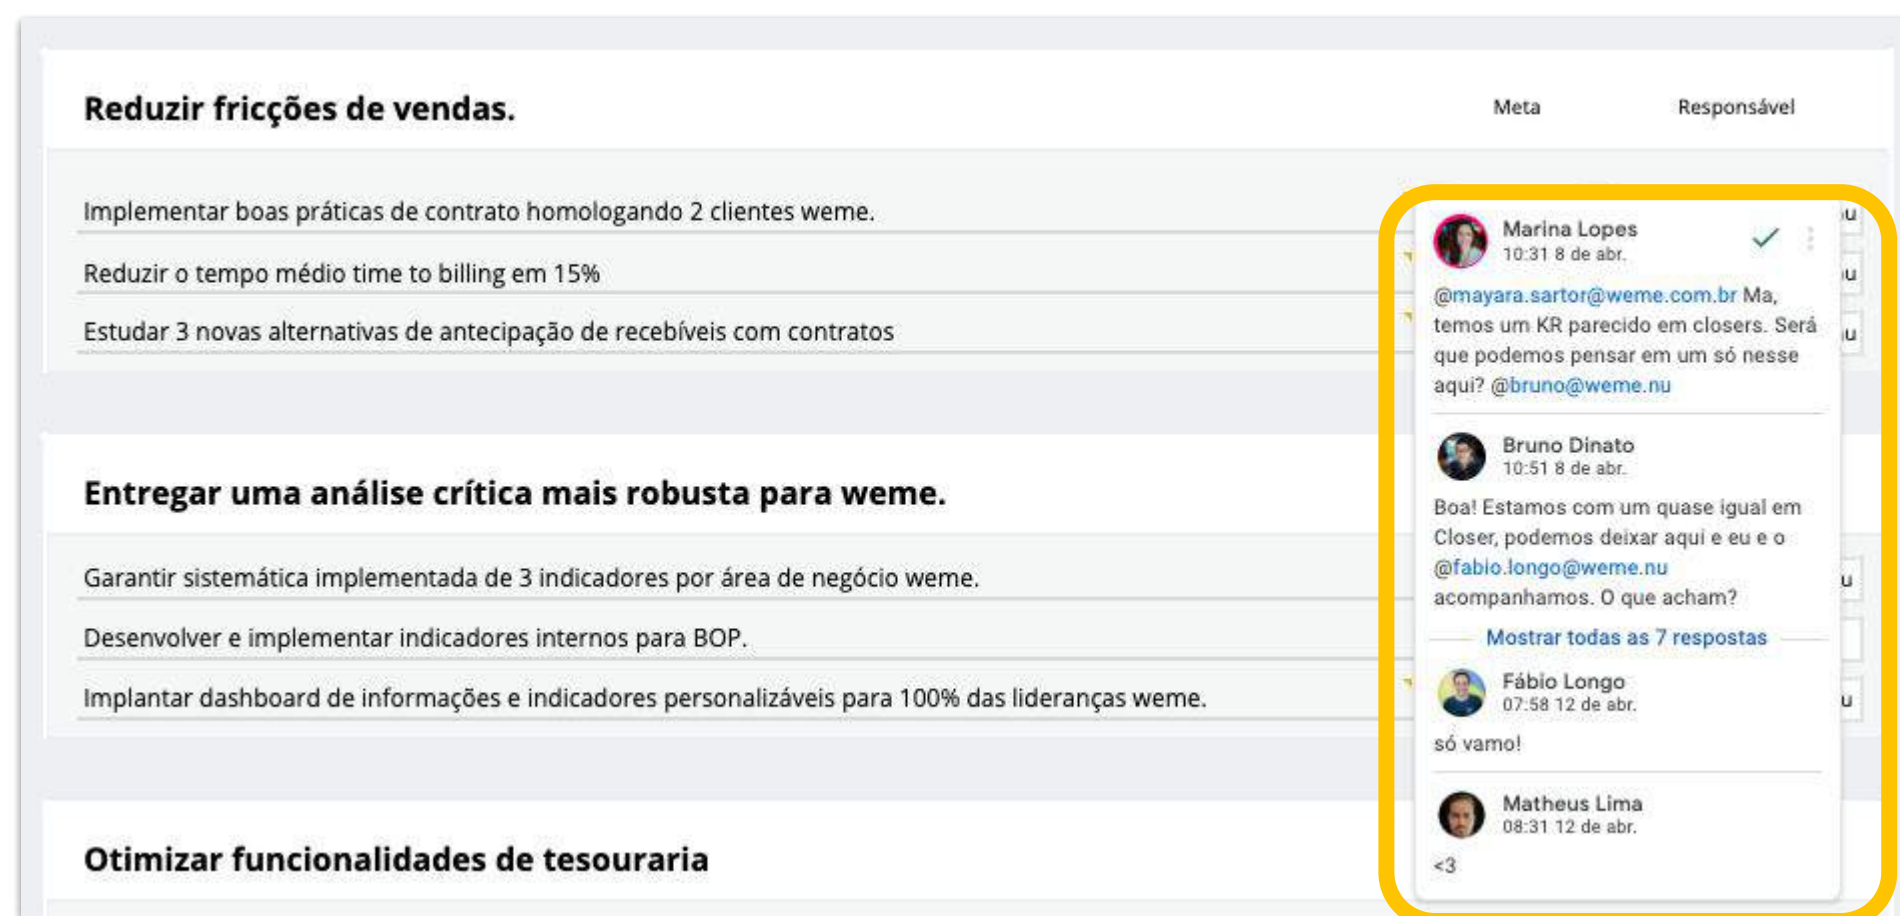 Reduzir fricções de vendas.
Meta
Responsável
Implementar boas práticas de contrato homologando 2 clientes weme.
Reduzir o tempo médio time to billing em 15%
Estudar 3 novas alternativas de antecipação de recebíveis com contratos
Entregar uma análise crítica mais robusta para weme.
Garantir sistemática implementada de 3 indicadores por área de negócio weme.
Desenvolver e implementar indicadores internos para BOP.
Implantar dashboard de informações e indicadores personalizáveis para 100% das lideranças weme.
Otimizar funcionalidades de tesouraria
Marina Lopes
10:31 8 de abr.
@mayara.sartor@weme.com.br Ma,
temos um KR parecido em closers. Será
que podemos pensar em um só nesse
aqui? @bruno@weme.nu
Bruno Dinato
10:51 8 de abr.
Boa! Estamos com um quase igual em
Closer, podemos deixar aqui e eu e o
@fabio.longo@weme.nu
acompanhamos. O que acham?
Mostrar todas as 7 respostas
Fábio Longo
07:58 12 de abr.
só vamo!
Matheus Lima
08:31 12 de abr.
<3